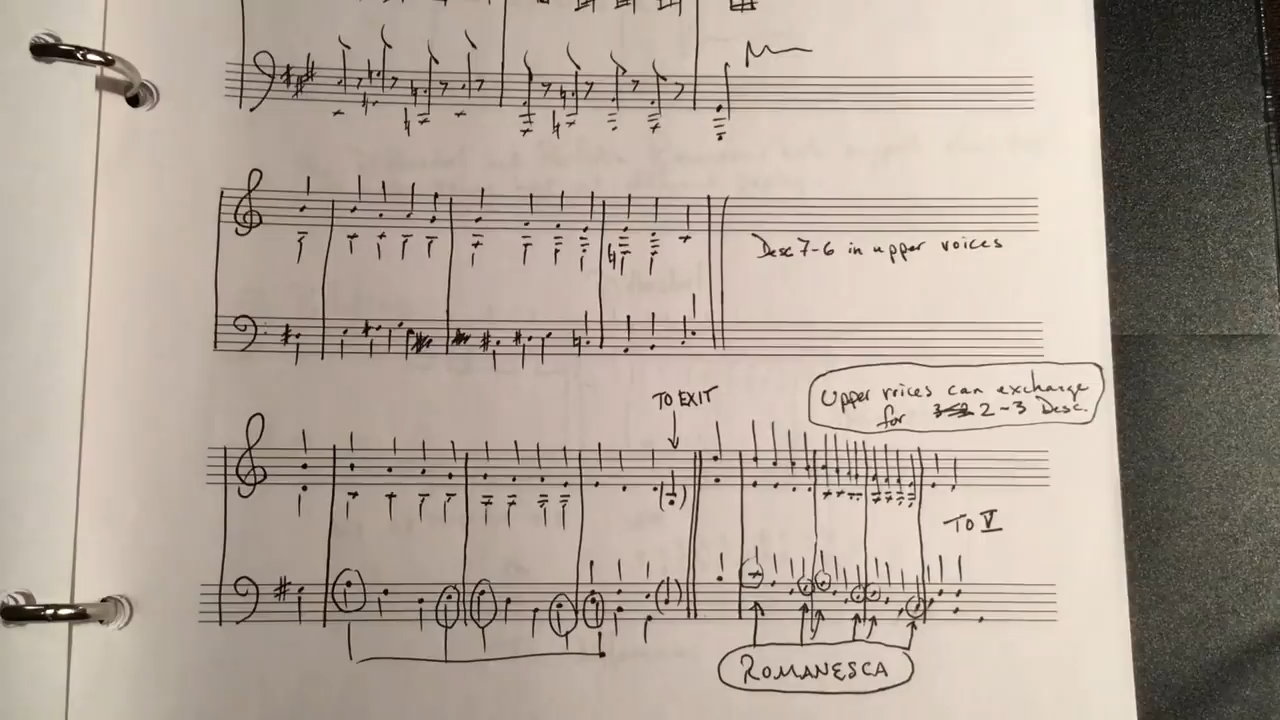 Desc 7-6 in upper voices
TO EXIT
Upper voices can exchange
for 2-3 Desc.
TO V
ROMANESCA